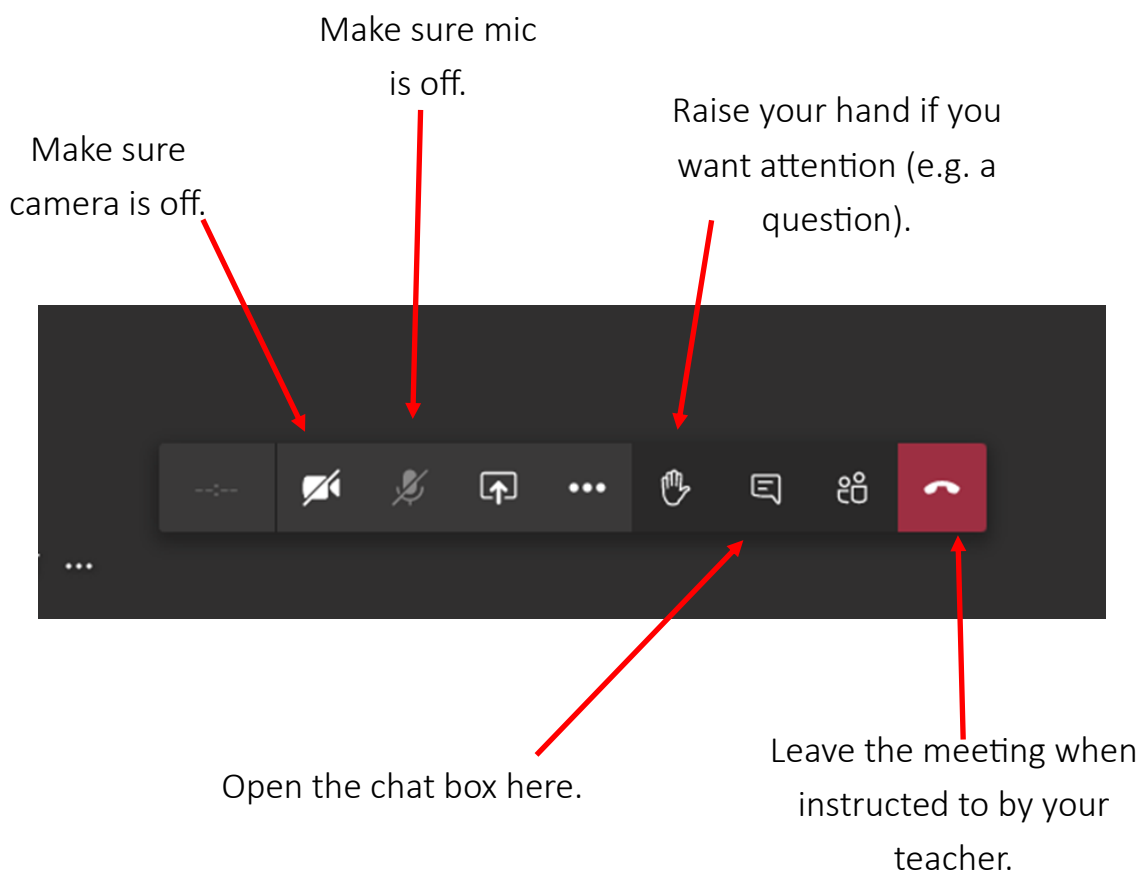 Make sure mic
is off.
Make sure
camera is off.
Raise your hand if you
want attention (e.g. a
question).
--:--
Open the chat box here.
Leave the meeting when
instructed to by your
teacher.